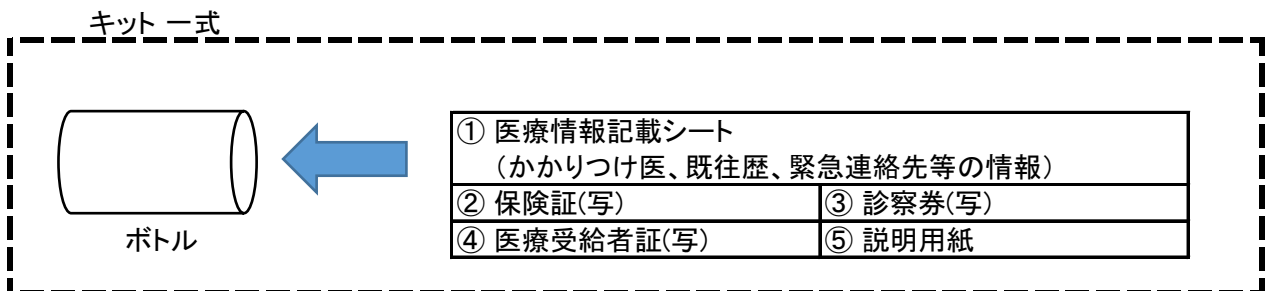 キット 一式
① 医療情報記載シート
（かかりつけ医、既往歴、緊急連絡先等の情報）
② 保険証(写)
③ 診察券(写)
④ 医療受給者証(写)
⑤ 説明用紙
ボトル